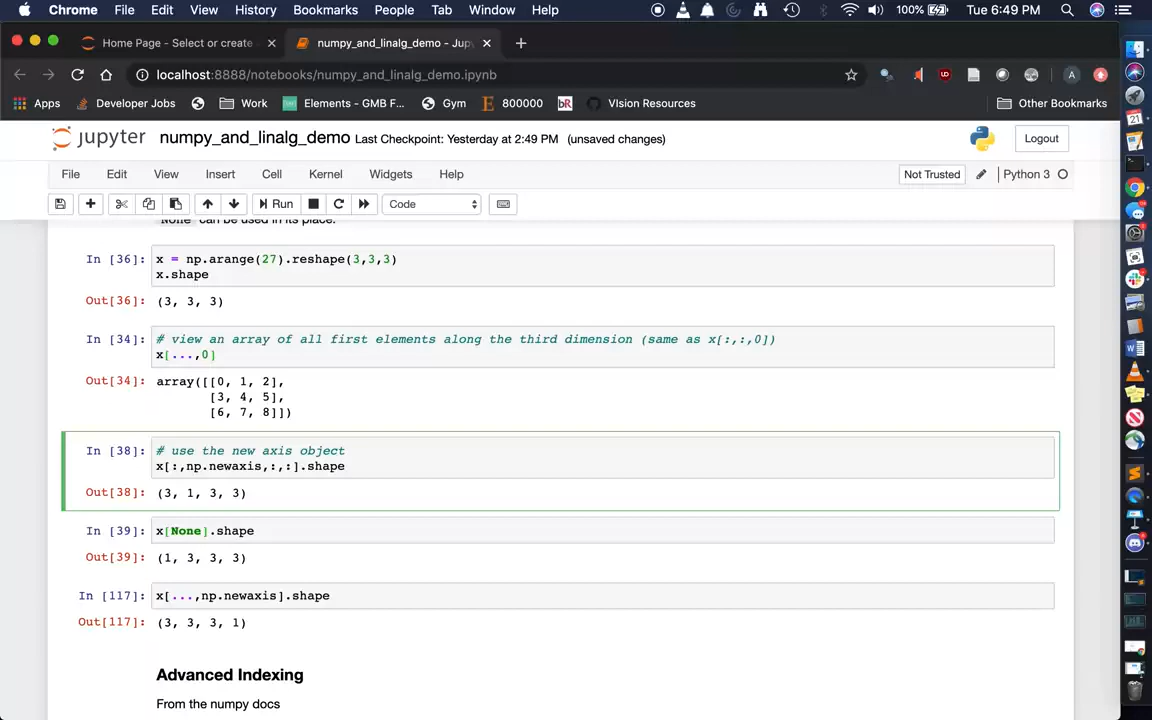 Chrome File Edit View History Bookmarks People Tab Window Help 100% Tue 6:49 PM
Home Page - Select or create numpy_and_linalg_demo - Jup
localhost:8888/notebooks/numpy_and_linalg_demo.ipynb A
Apps Developer Jobs Work Elements - GMB F... Gym 800000 bR VIsion Resources Other Bookmarks
jupyter numpy_and_linalg_demo Last Checkpoint: Yesterday at 2:49 PM (unsaved changes) Logout
File Edit View Insert Cell Kernel Widgets Help Not Trusted Python 3
Run Code
None can be used in its place.
In [36]: x = np.arange(27).reshape(3,3,3)
x.shape
Out[36]: (3, 3, 3)
In [34]: # view an array of all first elements along the third dimension (same as x[:,:,0])
x[...,0]
Out[34]: array([[0, 1, 2],
[3, 4, 5],
[6, 7, 8]])
In [38]: # use the new axis object
x[:,np.newaxis,:,:].shape
Out[38]: (3, 1, 3, 3)
In [39]: x[None].shape
Out[39]: (1, 3, 3, 3)
In [117]: x[...,np.newaxis].shape
Out[117]: (3, 3, 3, 1)
Advanced Indexing
From the numpy docs